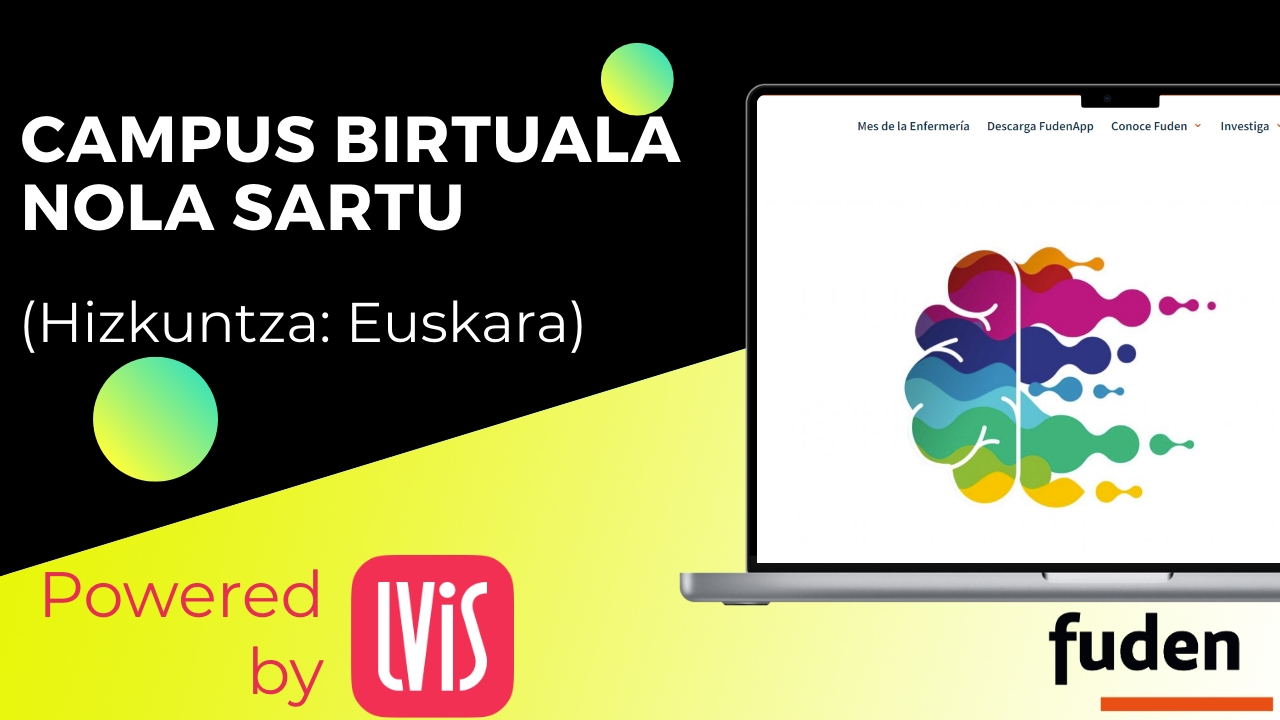 CAMPUS BIRTUALA
NOLA SARTU
(Hizkuntza: Euskara)
Mes de la Enfermería Descarga FudenApp Conoce Fuden Investiga
Powered
by
LVIS
fuden